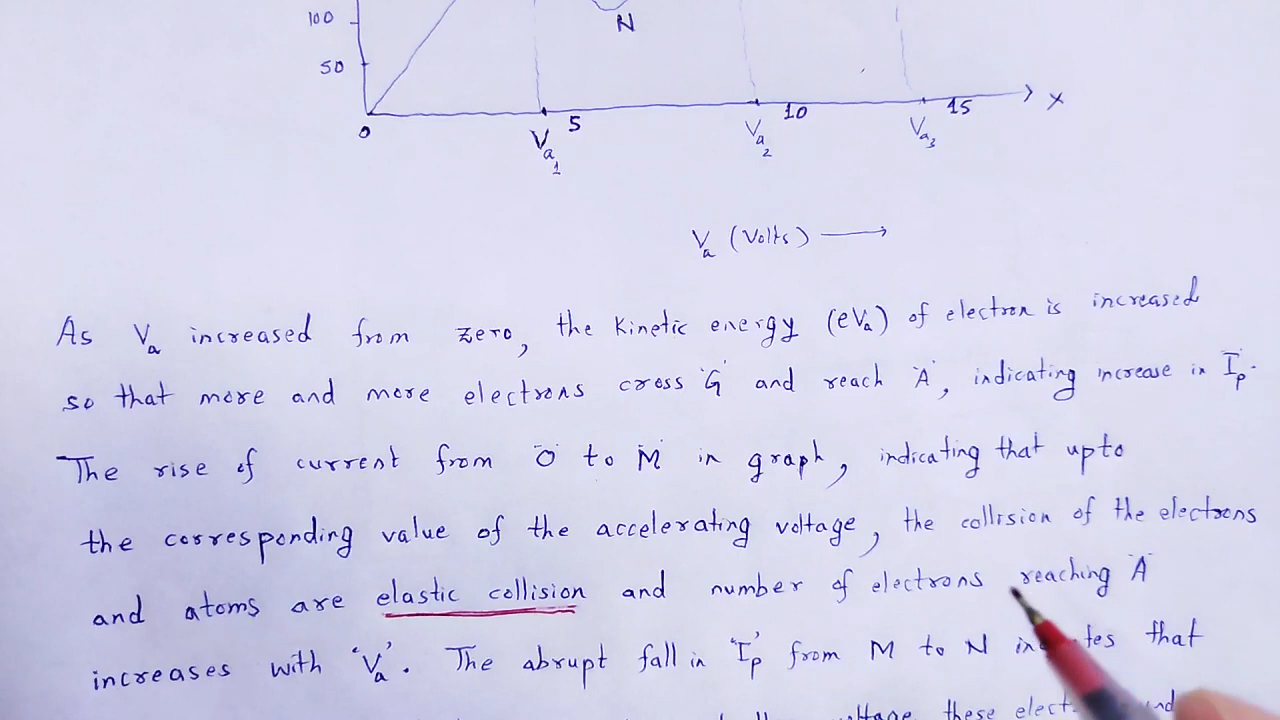 100
N
50
0
5
10
15
X
Va1
Va2
Va3
Va (Volts)
As Va increased from zero, the kinetic energy (eVa) of electron is increased
so that more and more electrons cross 'G' and reach 'A', indicating increase in Ip.
The rise of current from 'O' to 'M' in graph, indicating that upto
the corresponding value of the accelerating voltage, the collision of the electrons
and atoms are elastic collision and number of electrons reaching 'A'
increases with 'Va'. The abrupt fall in 'Ip' from M to N that
voltage these